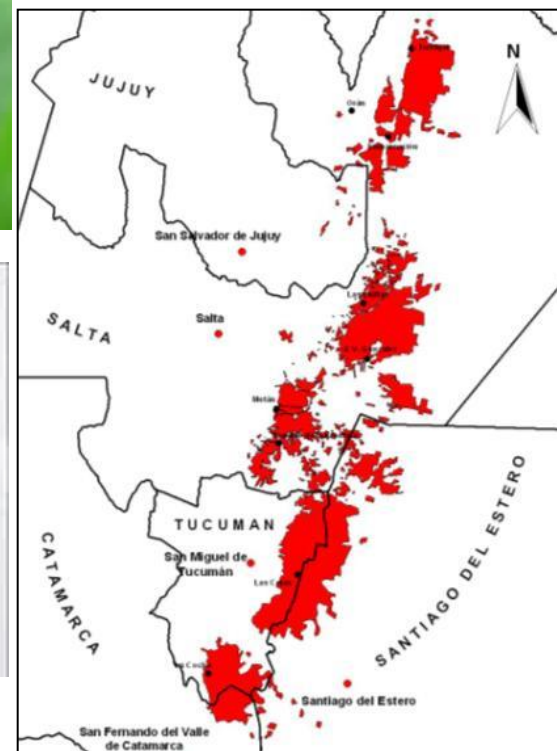 N
JUJUY
Orán
San Salvador de Jujuy
Salta
SALTA
Metán
TUCUMAN
San Miguel de
Tucumán
CATAMARCA
SANTIAGO DEL ESTERO
Santiago del Estero
San Fernando del Valle
de Catamarca